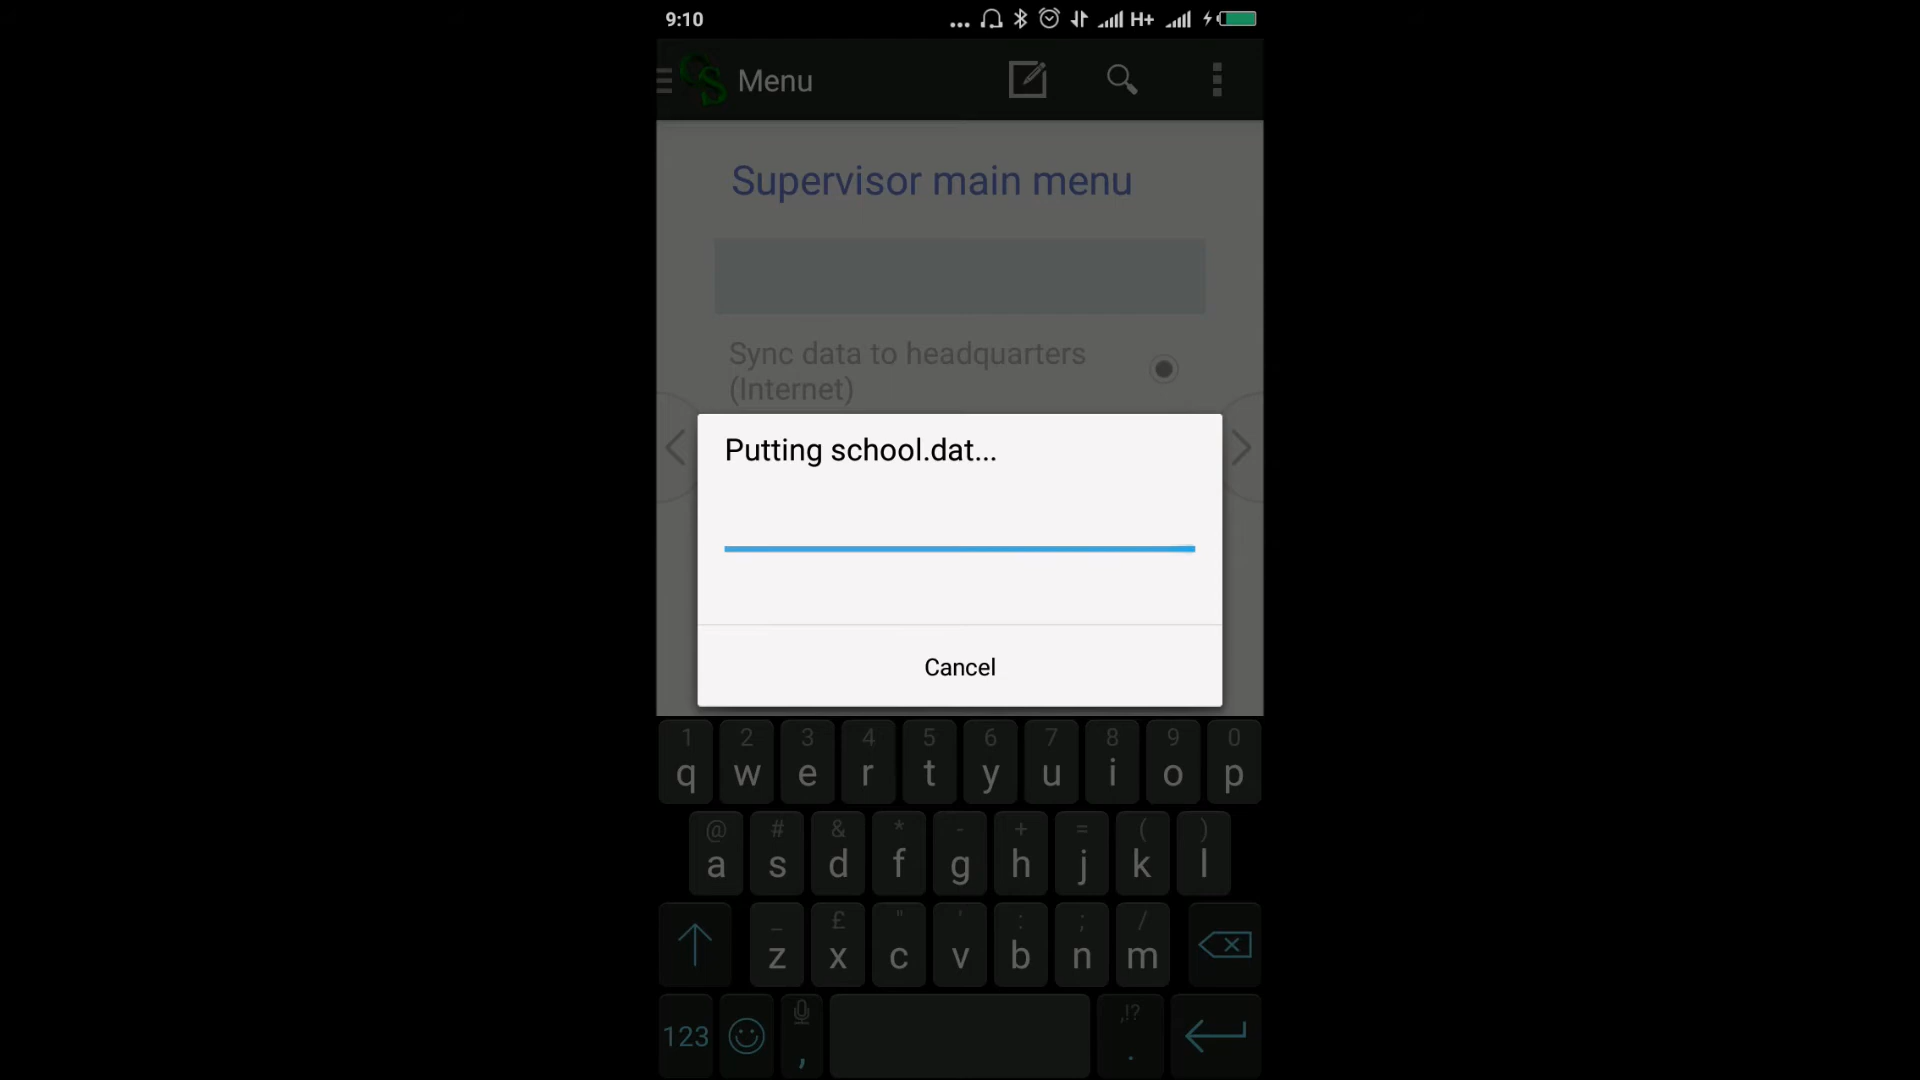 9:10
H+
CS Menu
Supervisor main menu
Sync data to headquarters
(Internet)
Putting school.dat...
Cancel
1 2 3 4 5 6 7 8 9 0
q w e r t y u i o p
@ # & * - + = ( )
a s d f g h j k l
_ £ " ' : ; /
z x c v b n m
,!?
123 , .